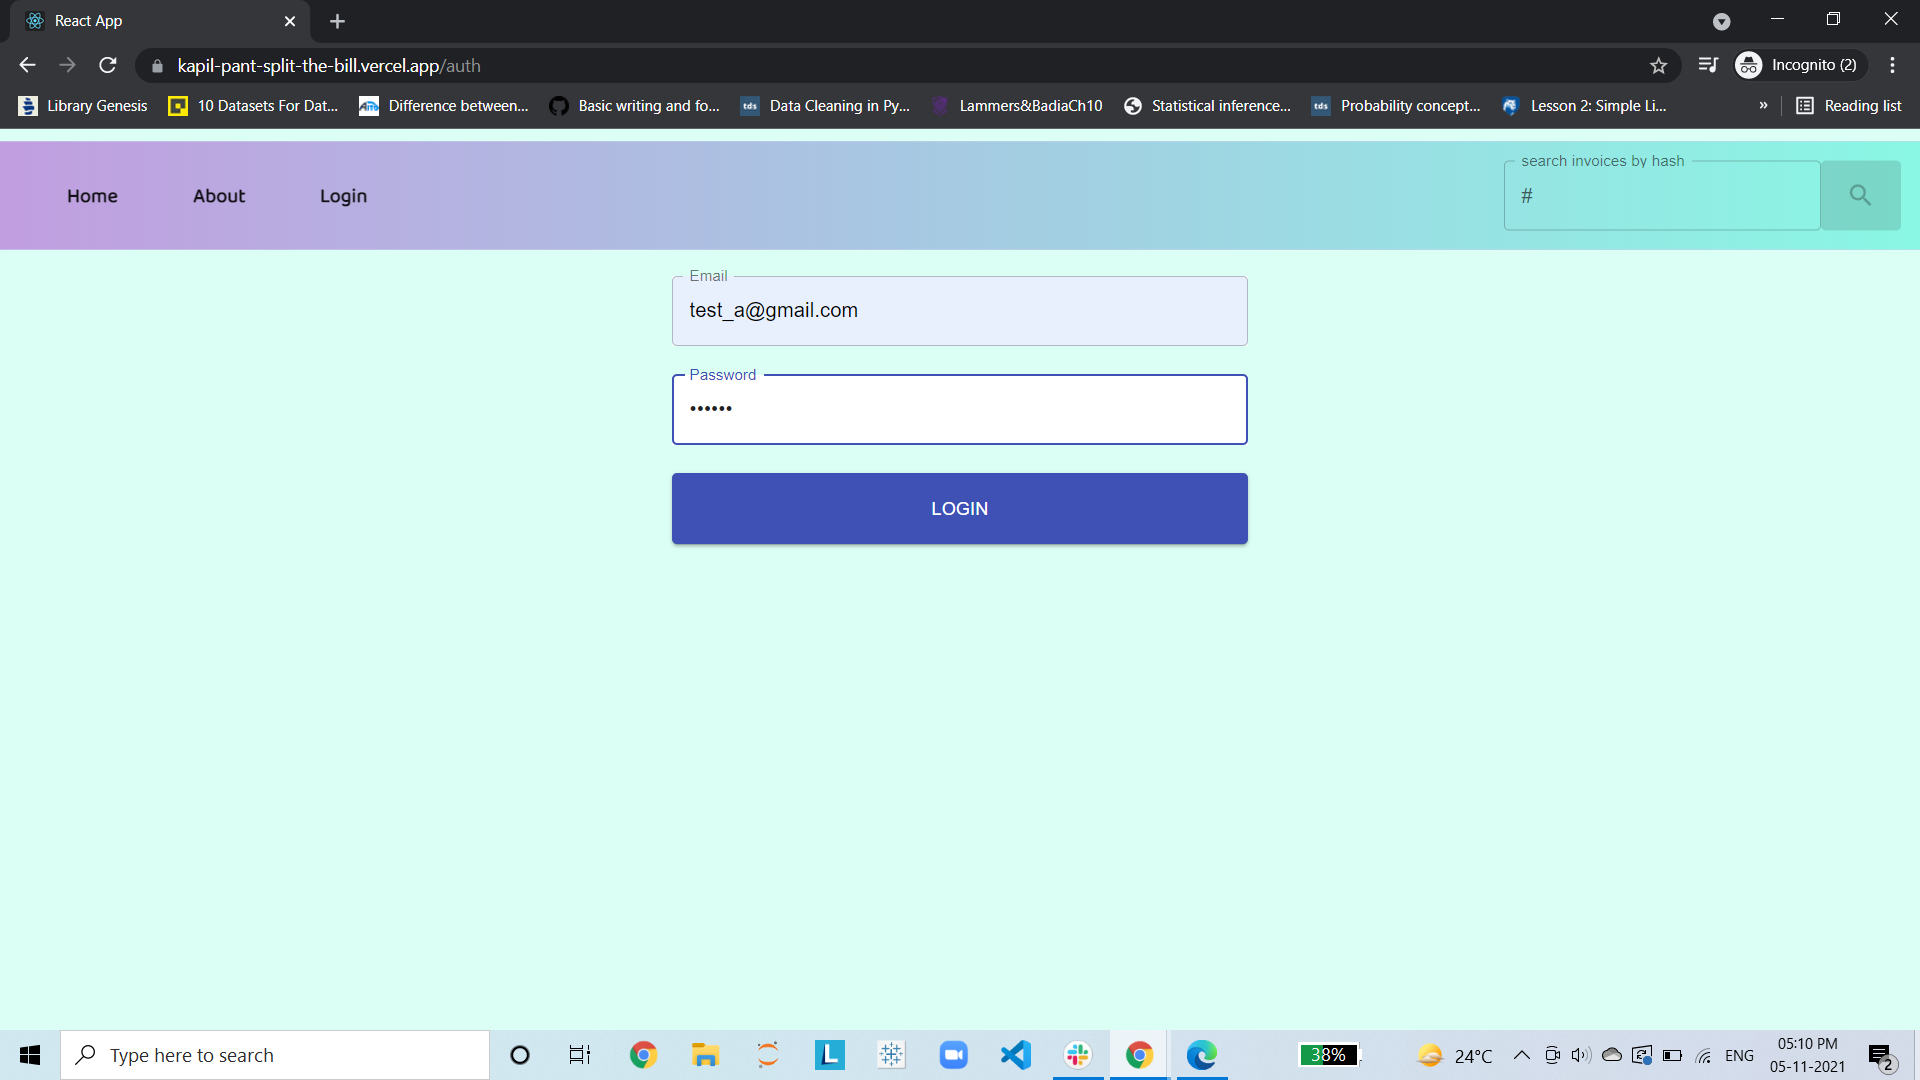 React App
kapil-pant-split-the-bill.vercel.app/auth
Incognito (2)
Library Genesis
10 Datasets For Dat...
Difference between...
Basic writing and fo...
tds
Data Cleaning in Py...
Lammers&BadiaCh10
Statistical inference...
tds
Probability concept...
Lesson 2: Simple Li...
»
Reading list
Home
About
Login
search invoices by hash
#
Email
test_a@gmail.com
Password
••••••
LOGIN
Type here to search
L
38%
24°C
ENG
05:10 PM
05-11-2021
2